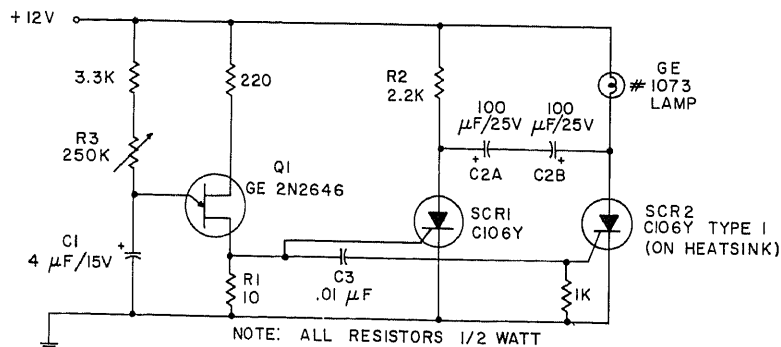 +12V
3.3K
220
R2
2.2K
GE
# 1073
LAMP
100
µF/25V
100
µF/25V
R3
250K
Q1
GE 2N2646
+
C2A
+
C2B
SCR1
C106Y
SCR2
C106Y TYPE 1
(ON HEATSINK)
C1
4 µF/15V
+
R1
10
C3
.01 µF
1K
NOTE: ALL RESISTORS 1/2 WATT